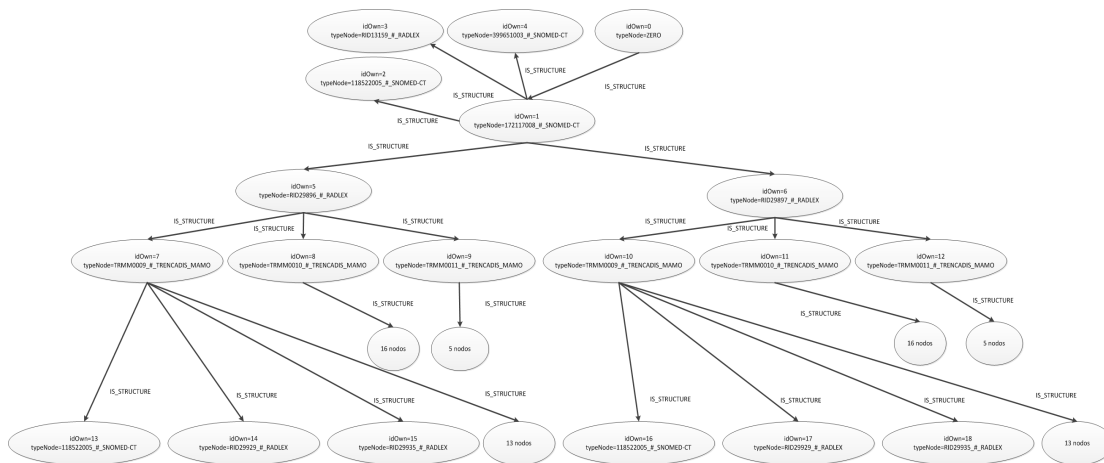 idOwn=3
typeNode=RID13159_#_RADLEX
idOwn=4
typeNode=399651003_#_SNOMED-CT
idOwn=0
typeNode=ZERO
idOwn=2
typeNode=118522005_#_SNOMED-CT
IS_STRUCTURE
IS_STRUCTURE
IS_STRUCTURE
IS_STRUCTURE
idOwn=1
typeNode=172117008_#_SNOMED-CT
IS_STRUCTURE
IS_STRUCTURE
idOwn=5
typeNode=RID29896_#_RADLEX
idOwn=6
typeNode=RID29897_#_RADLEX
IS_STRUCTURE
IS_STRUCTURE
IS_STRUCTURE
IS_STRUCTURE
IS_STRUCTURE
IS_STRUCTURE
idOwn=7
typeNode=TRMM0009_#_TRENCADIS_MAMO
idOwn=8
typeNode=TRMM0010_#_TRENCADIS_MAMO
idOwn=9
typeNode=TRMM0011_#_TRENCADIS_MAMO
idOwn=10
typeNode=TRMM0009_#_TRENCADIS_MAMO
idOwn=11
typeNode=TRMM0010_#_TRENCADIS_MAMO
idOwn=12
typeNode=TRMM0011_#_TRENCADIS_MAMO
IS_STRUCTURE
IS_STRUCTURE
IS_STRUCTURE
IS_STRUCTURE
16 nodos
5 nodos
16 nodos
5 nodos
IS_STRUCTURE
IS_STRUCTURE
IS_STRUCTURE
IS_STRUCTURE
IS_STRUCTURE
IS_STRUCTURE
IS_STRUCTURE
IS_STRUCTURE
idOwn=13
typeNode=118522005_#_SNOMED-CT
idOwn=14
typeNode=RID29929_#_RADLEX
idOwn=15
typeNode=RID29935_#_RADLEX
13 nodos
idOwn=16
typeNode=118522005_#_SNOMED-CT
idOwn=17
typeNode=RID29929_#_RADLEX
idOwn=18
typeNode=RID29935_#_RADLEX
13 nodos